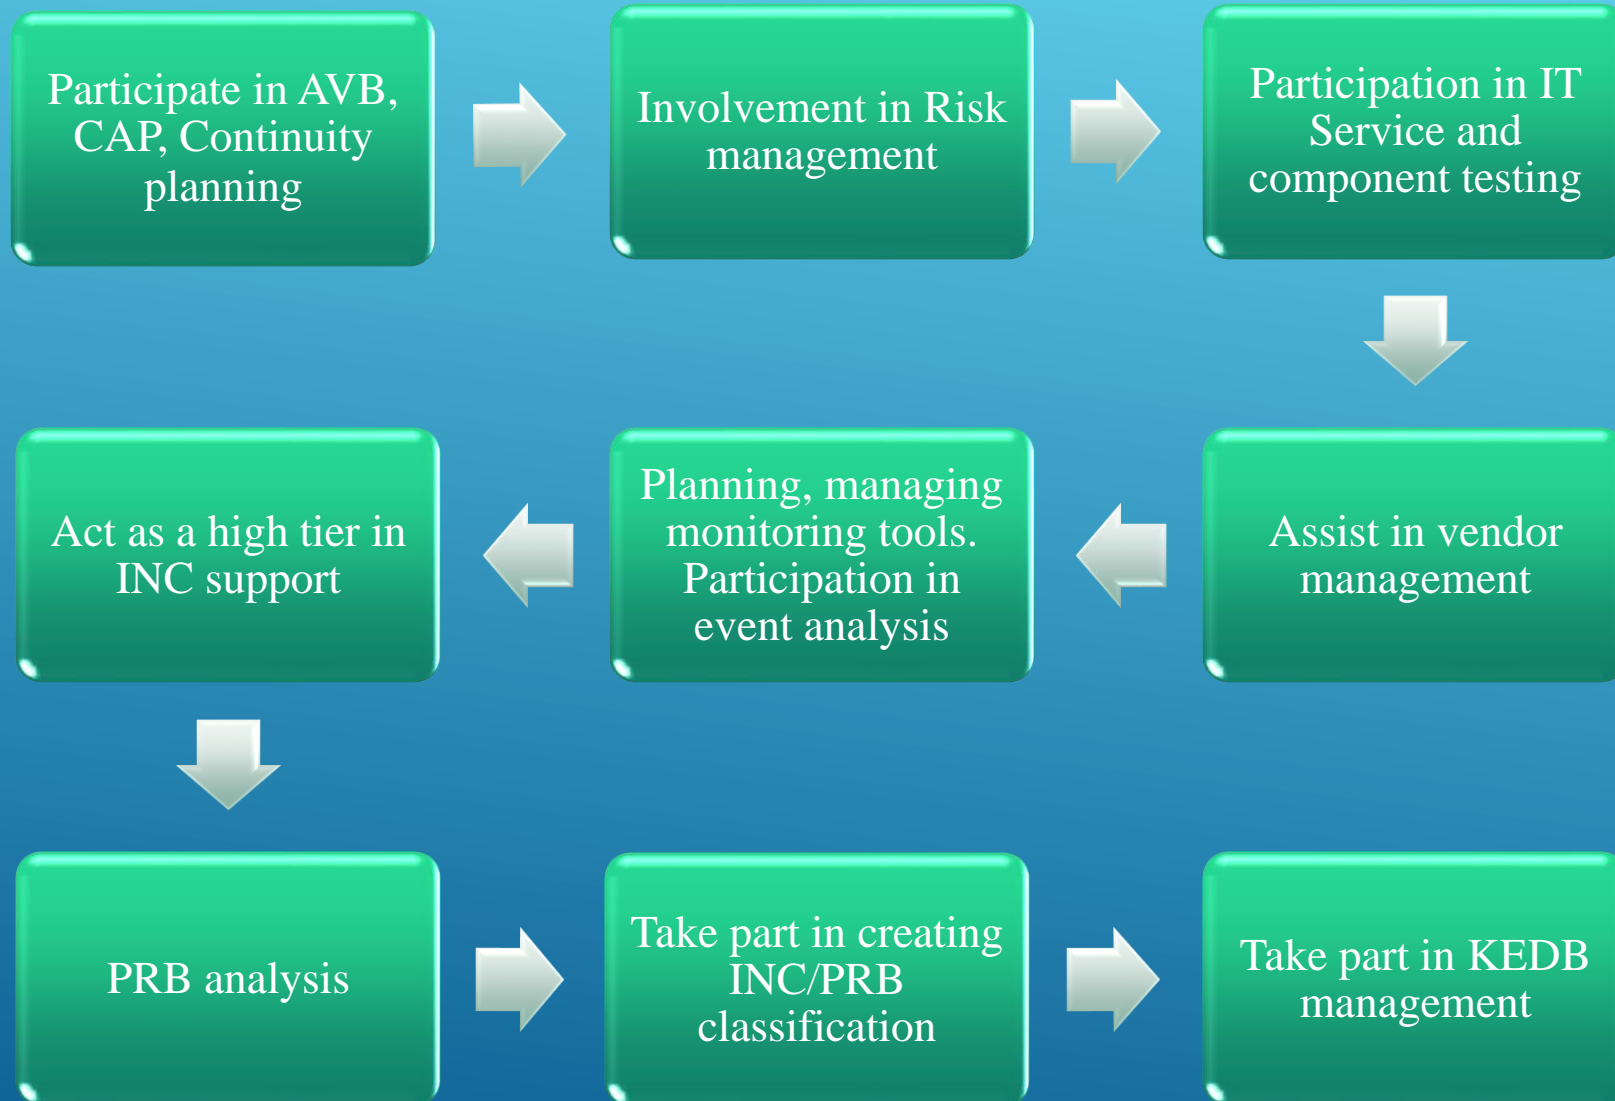 Participate in AVB,
CAP, Continuity
planning
Involvement in Risk
management
Participation in IT
Service and
component testing
Assist in vendor
management
Planning, managing
monitoring tools.
Participation in
event analysis
Act as a high tier in
INC support
PRB analysis
Take part in creating
INC/PRB
classification
Take part in KEDB
management